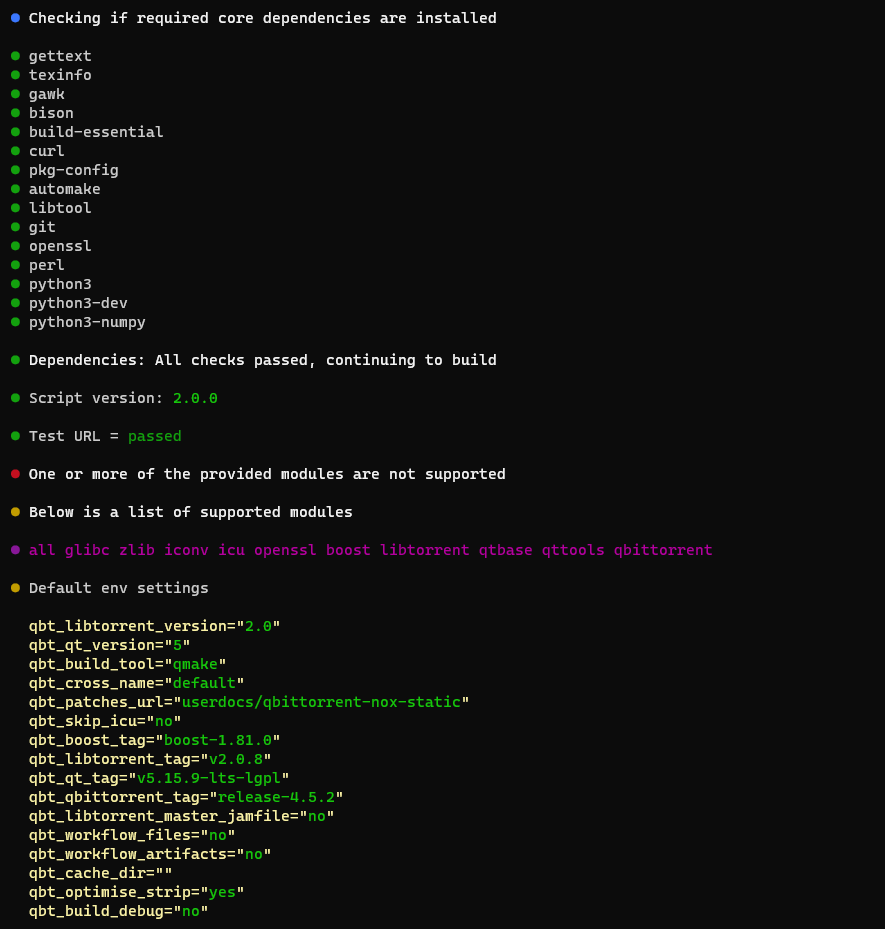 Checking if required core dependencies are installed
gettext
texinfo
gawk
bison
build-essential
curl
pkg-config
automake
libtool
git
openssl
perl
python3
python3-dev
python3-numpy
Dependencies: All checks passed, continuing to build
Script version: 2.0.0
Test URL = passed
One or more of the provided modules are not supported
Below is a list of supported modules
all glibc zlib iconv icu openssl boost libtorrent qtbase qttools qbittorrent
Default env settings
qbt_libtorrent_version="2.0"
qbt_qt_version="5"
qbt_build_tool="qmake"
qbt_cross_name="default"
qbt_patches_url="userdocs/qbittorrent-nox-static"
qbt_skip_icu="no"
qbt_boost_tag="boost-1.81.0"
qbt_libtorrent_tag="v2.0.8"
qbt_qt_tag="v5.15.9-lts-lgpl"
qbt_qbittorrent_tag="release-4.5.2"
qbt_libtorrent_master_jamfile="no"
qbt_workflow_files="no"
qbt_workflow_artifacts="no"
qbt_cache_dir=""
qbt_optimise_strip="yes"
qbt_build_debug="no"